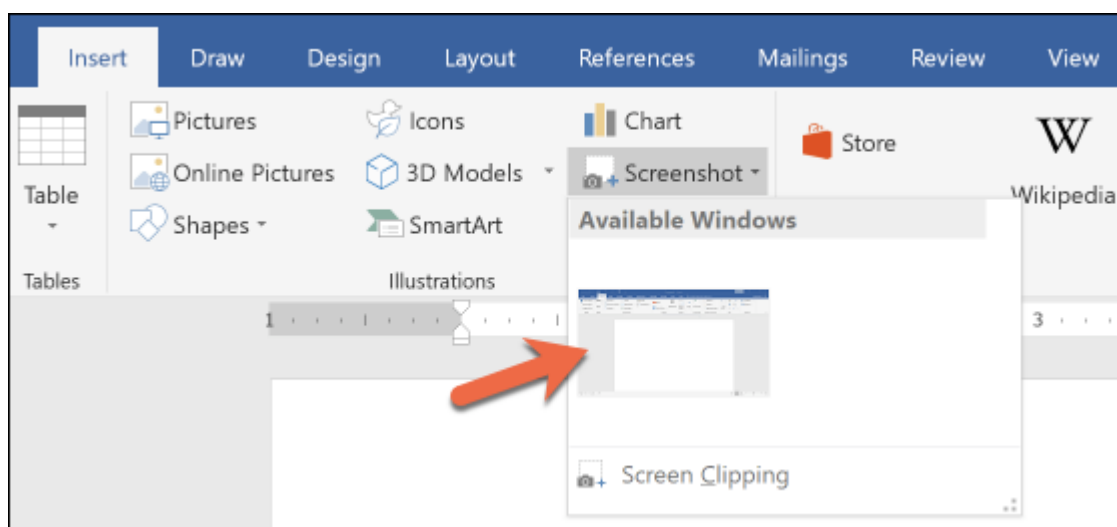 Insert Draw Design Layout References Mailings Review View
Pictures Icons Chart
Store W
Online Pictures 3D Models Screenshot
Table Wikipedia
Shapes SmartArt Available Windows
Tables Illustrations
1 3
Screen Clipping